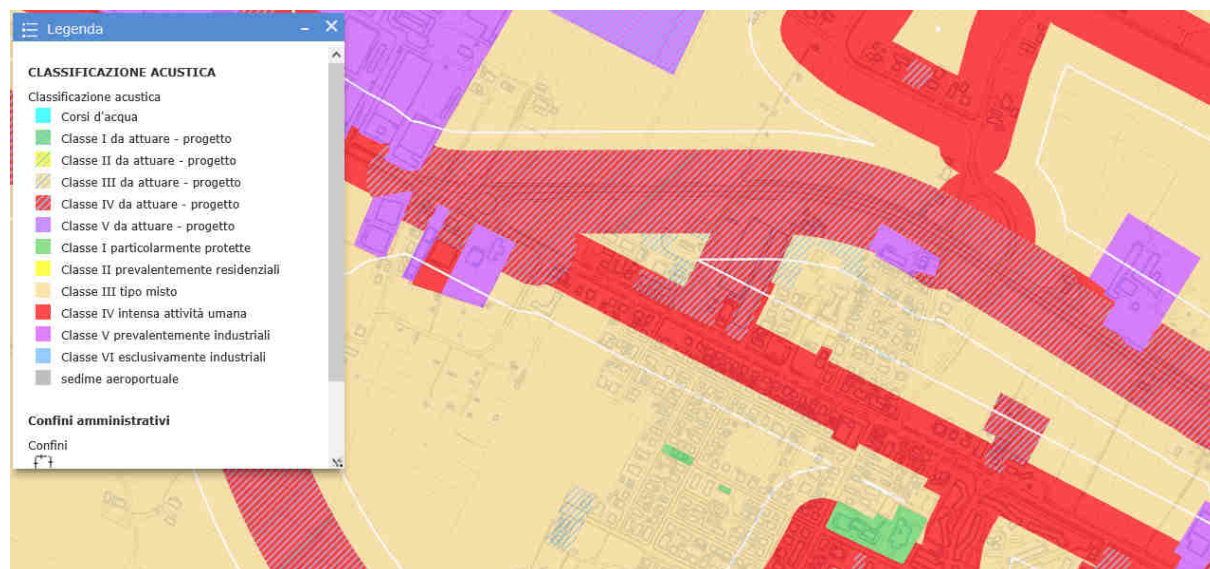 Legenda
CLASSIFICAZIONE ACUSTICA
Classificazione acustica
Corsi d'acqua
Classe I da attuare - progetto
Classe II da attuare - progetto
Classe III da attuare - progetto
Classe IV da attuare - progetto
Classe V da attuare - progetto
Classe I particolarmente protette
Classe II prevalentemente residenziali
Classe III tipo misto
Classe IV intensa attività umana
Classe V prevalentemente industriali
Classe VI esclusivamente industriali
sedime aeroportuale
Confini amministrativi
Confini